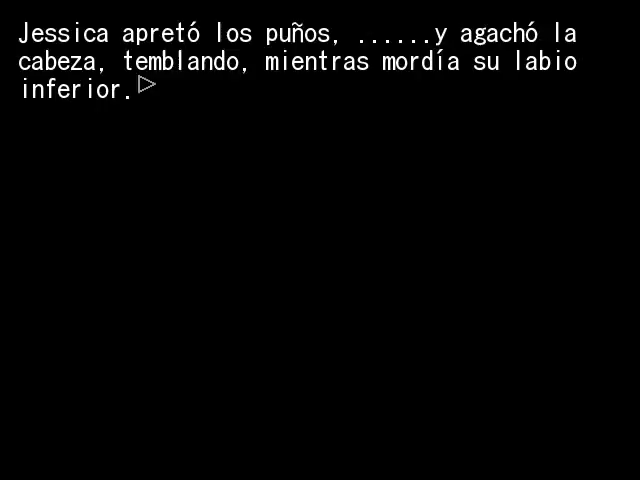 Jessica apretó los puños, ......y agachó la
cabeza, temblando, mientras mordía su labio
inferior.